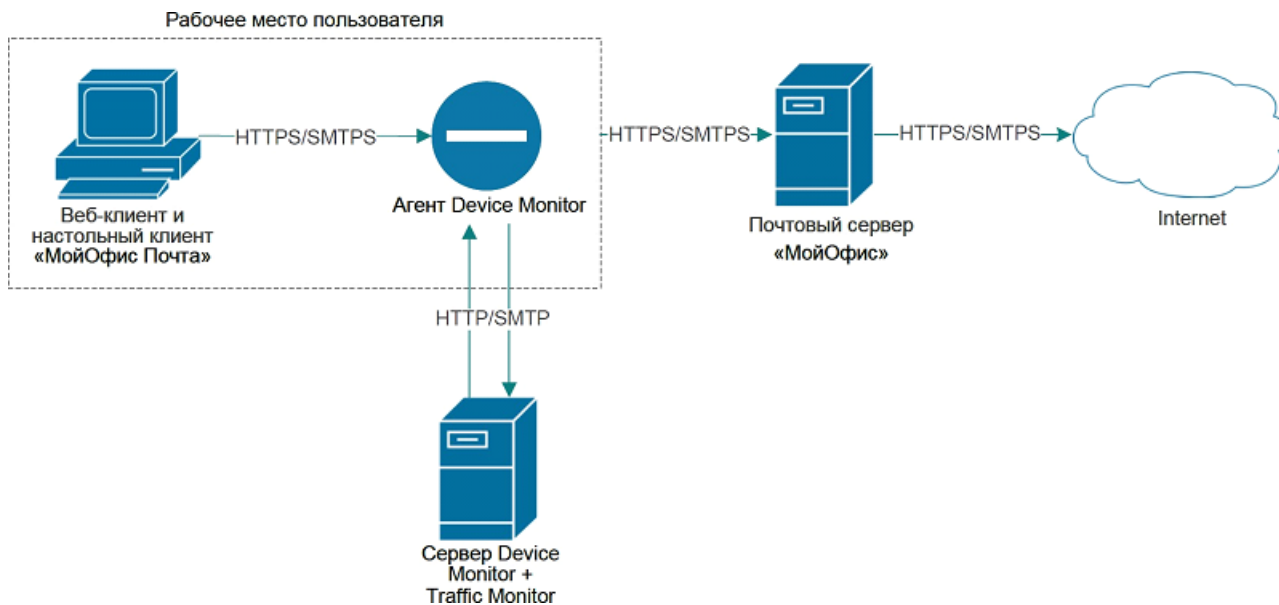 Рабочее место пользователя
HTTPS/SMTPS
HTTPS/SMTPS
HTTPS/SMTPS
Веб-клиент и
настольный клиент
«МойОфис Почта»
Агент Device Monitor
Почтовый сервер
«МойОфис»
Internet
HTTP/SMTP
Сервер Device
Monitor +
Traffic Monitor